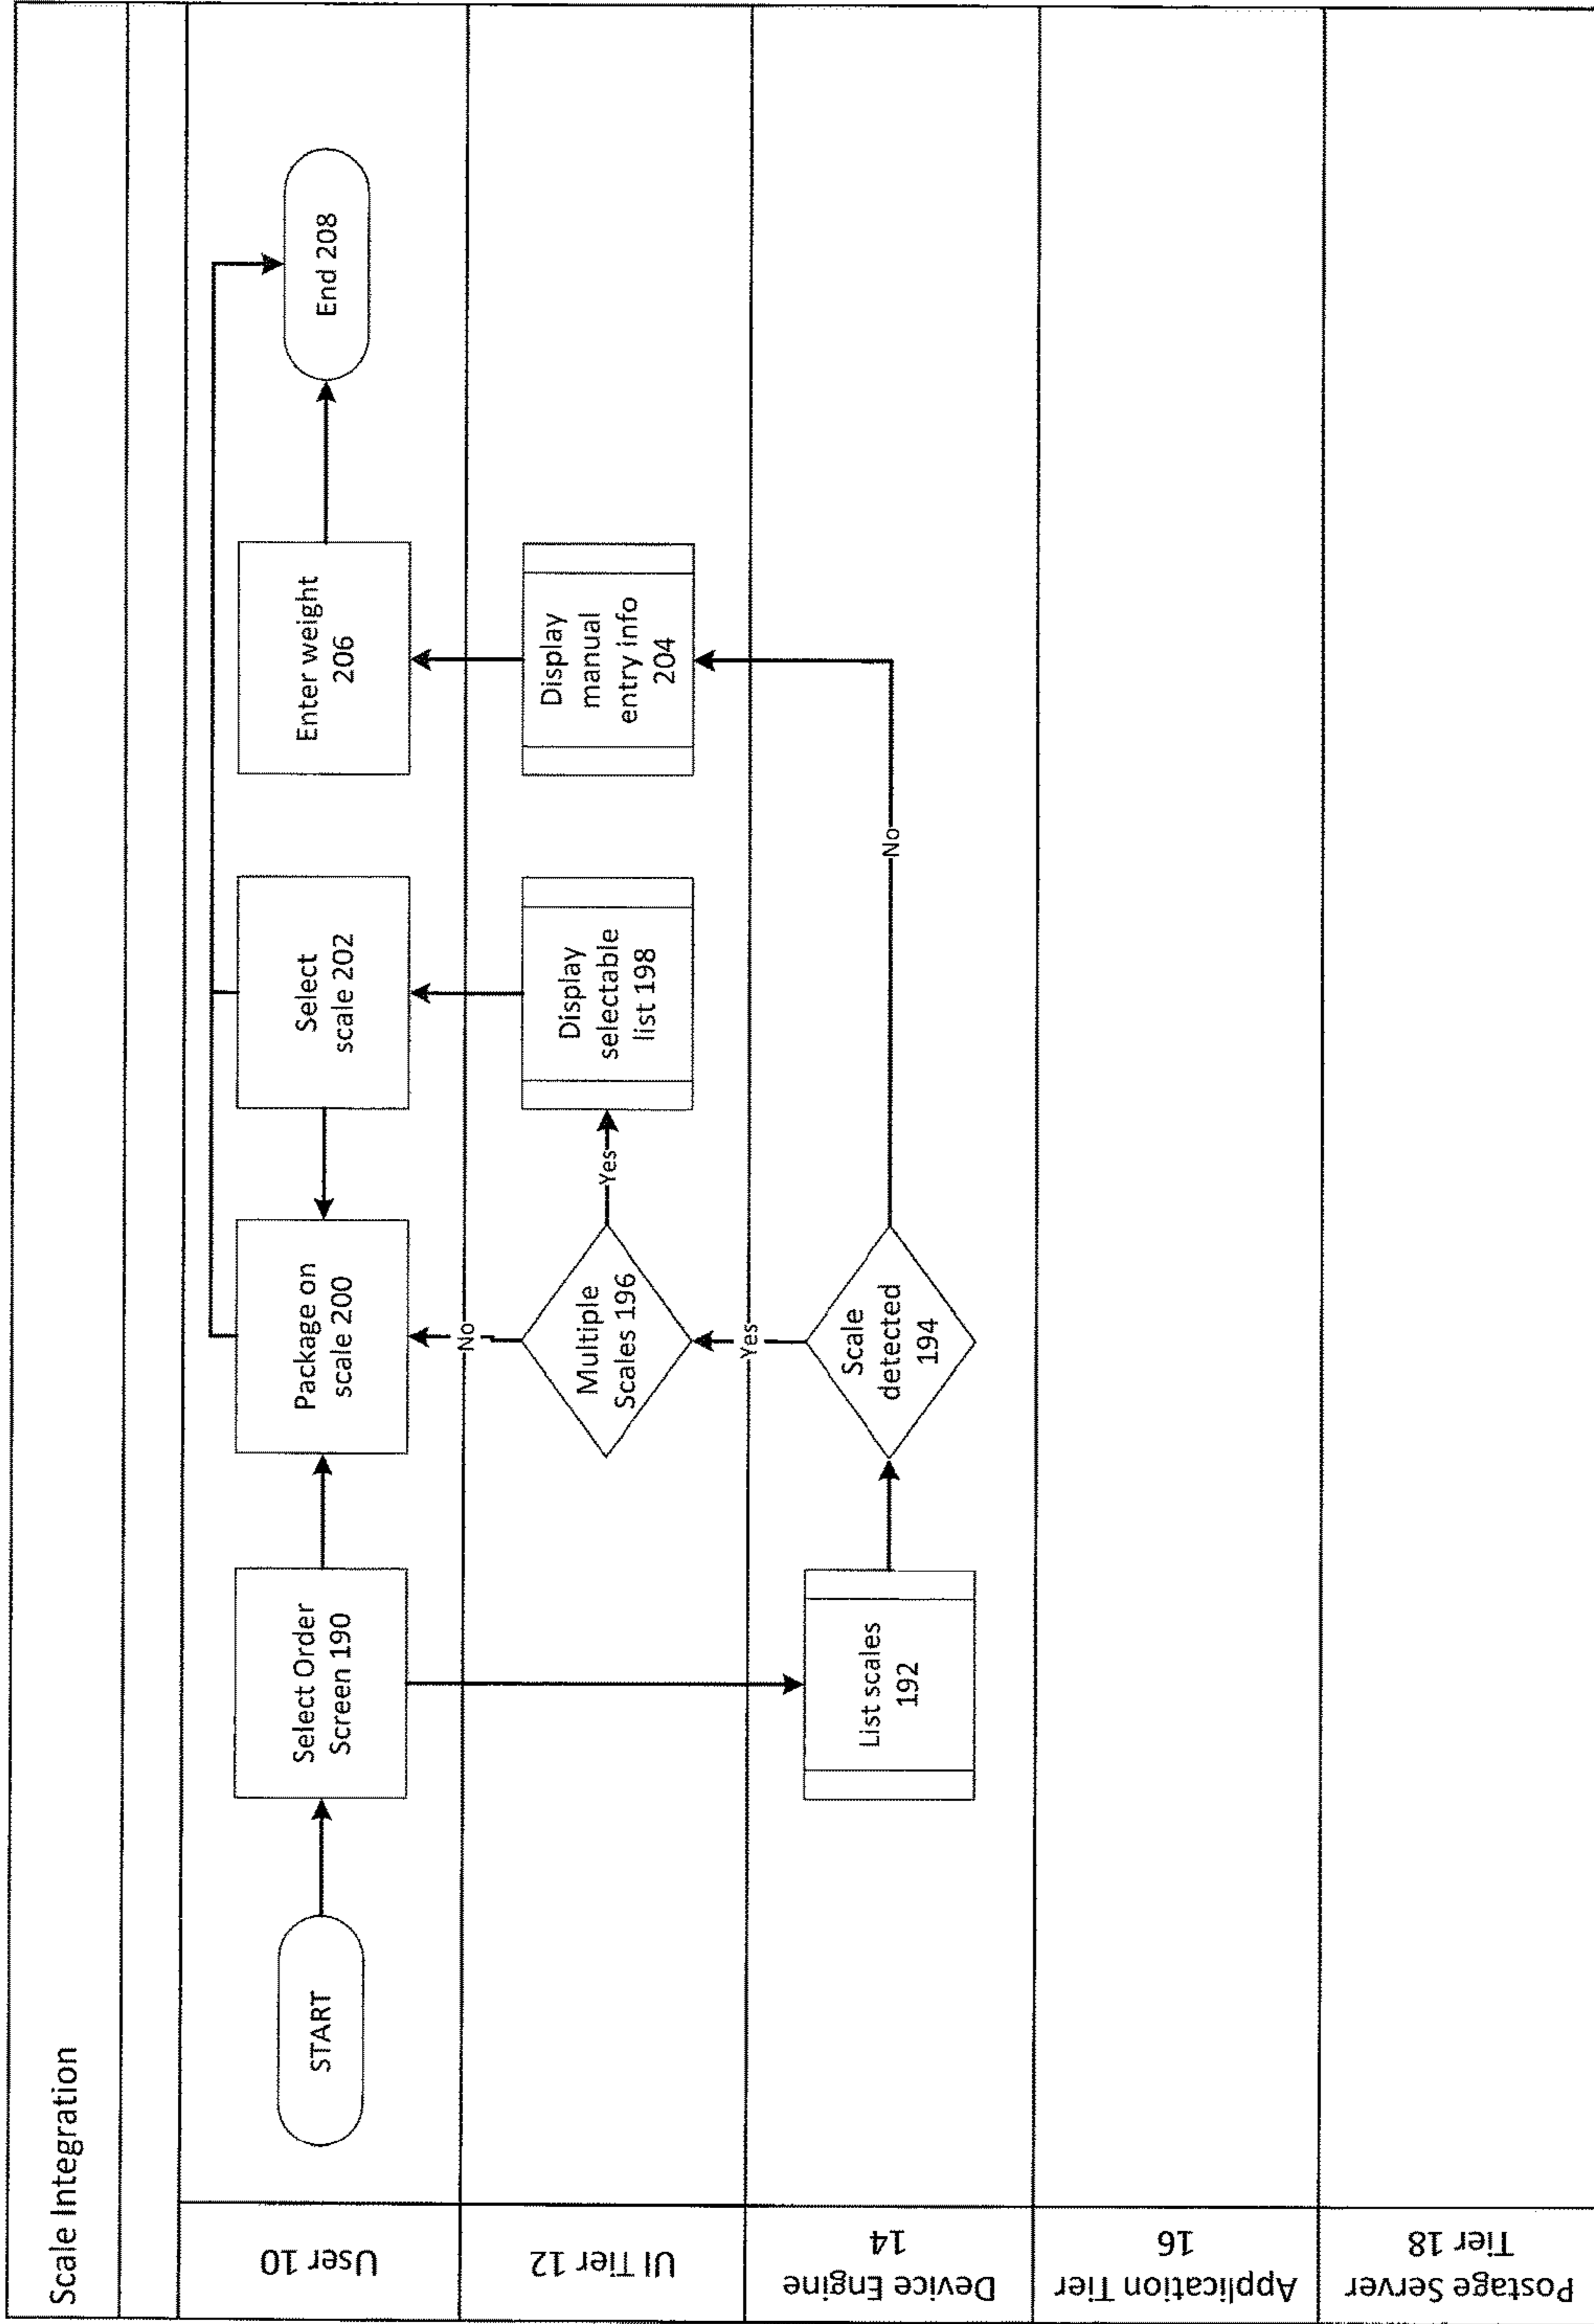 Scale Integration
User 10
START
Select Order
Screen 190
Package on
scale 200
Select
scale 202
Enter weight
206
End 208
UI Tier 12
No
Multiple
Scales 196
Yes
Display
selectable
list 198
Display
manual
entry info
204
Device Engine
14
List scales
192
Yes
Scale
detected
194
No
Application Tier
16
Postage Server
Tier 18